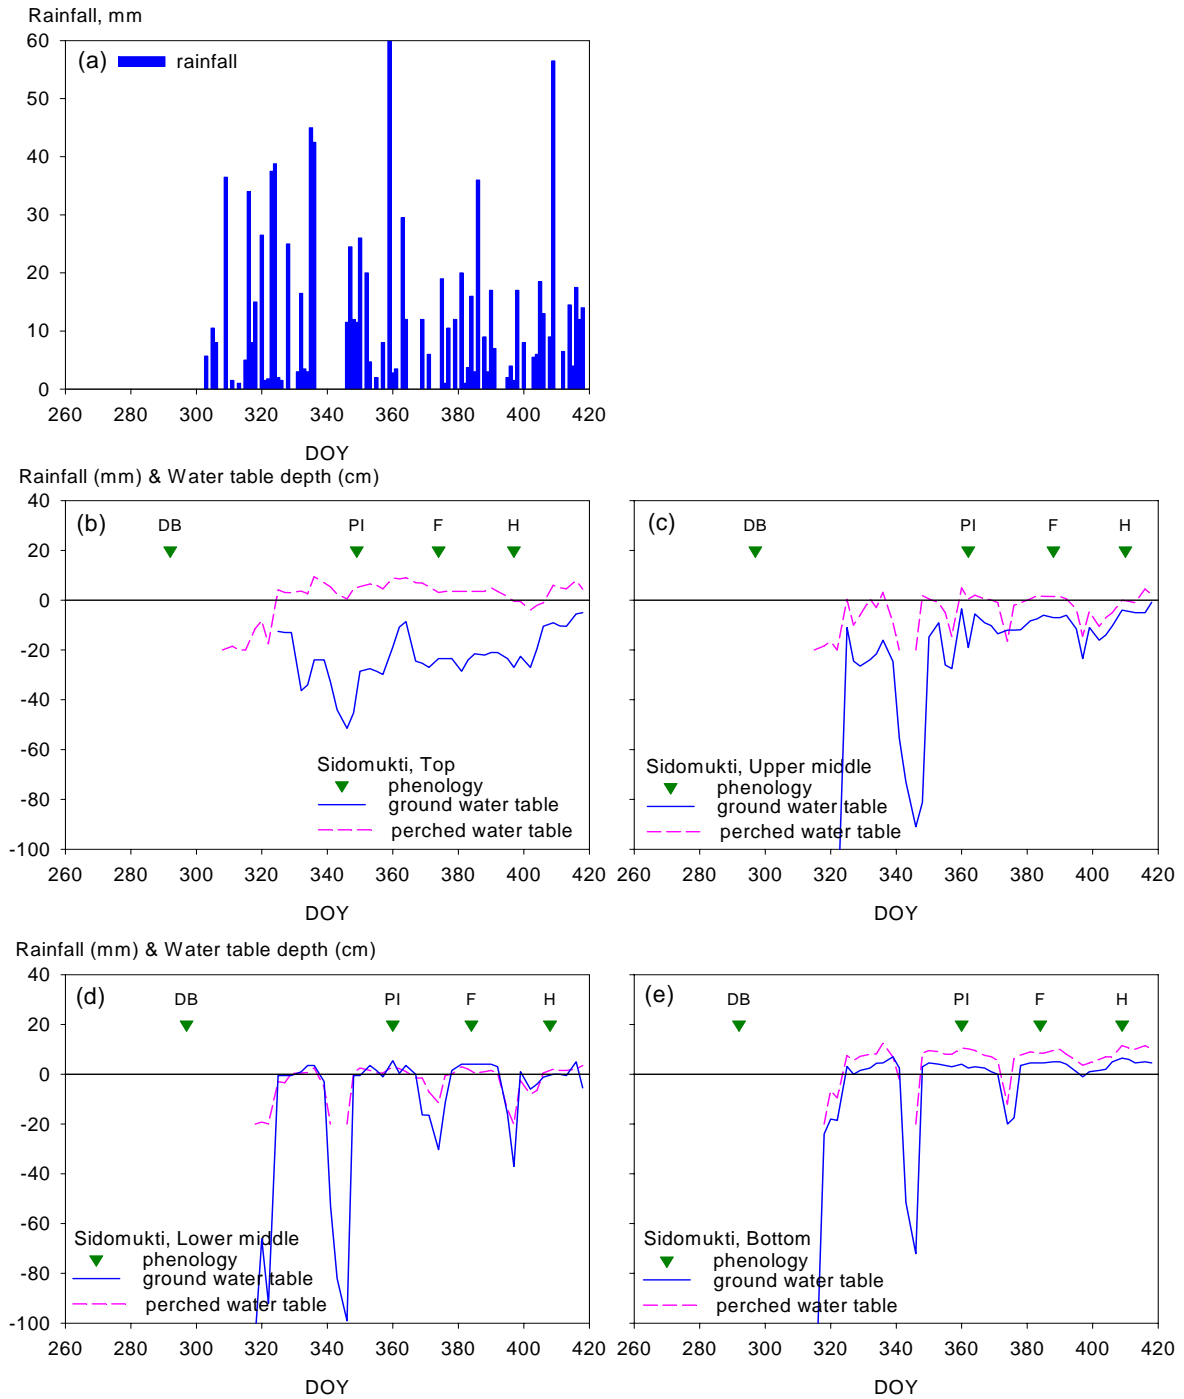 Rainfall, mm
60
(a) rainfall
50
40
30
20
10
0
260 280 300 320 340 360 380 400 420
DOY
Rainfall (mm) & Water table depth (cm)
40
(b) DB PI F H
20
0
-20
-40
-60
Sidomukti, Top
-80 phenology
ground water table
perched water table
-100
260 280 300 320 340 360 380 400 420
DOY
(c) DB PI F H
Sidomukti, Upper middle
phenology
ground water table
perched water table
260 280 300 320 340 360 380 400 420
DOY
Rainfall (mm) & Water table depth (cm)
40
(d) DB PI F H
20
0
-20
-40
-60
Sidomukti, Lower middle
phenology
-80 ground water table
perched water table
-100
260 280 300 320 340 360 380 400 420
DOY
(e) DB PI F H
Sidomukti, Bottom
phenology
ground water table
perched water table
260 280 300 320 340 360 380 400 420
DOY